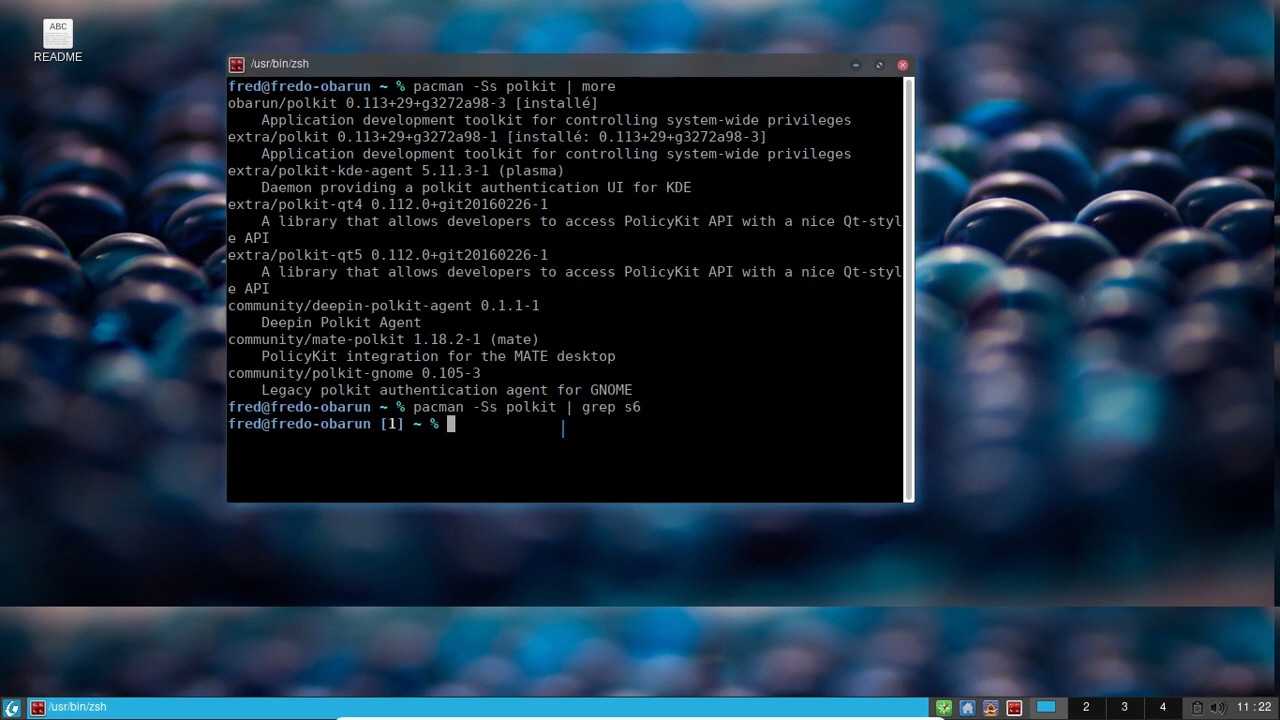 ABC
README
/usr/bin/zsh
fred@fredo-obarun ~ % pacman -Ss polkit | more
obarun/polkit 0.113+29+g3272a98-3 [installé]
    Application development toolkit for controlling system-wide privileges
extra/polkit 0.113+29+g3272a98-1 [installé: 0.113+29+g3272a98-3]
    Application development toolkit for controlling system-wide privileges
extra/polkit-kde-agent 5.11.3-1 (plasma)
    Daemon providing a polkit authentication UI for KDE
extra/polkit-qt4 0.112.0+git20160226-1
    A library that allows developers to access PolicyKit API with a nice Qt-styl
e API
extra/polkit-qt5 0.112.0+git20160226-1
    A library that allows developers to access PolicyKit API with a nice Qt-styl
e API
community/deepin-polkit-agent 0.1.1-1
    Deepin Polkit Agent
community/mate-polkit 1.18.2-1 (mate)
    PolicyKit integration for the MATE desktop
community/polkit-gnome 0.105-3
    Legacy polkit authentication agent for GNOME
fred@fredo-obarun ~ % pacman -Ss polkit | grep s6
fred@fredo-obarun [1] ~ %
/usr/bin/zsh
2 3 4 11:22